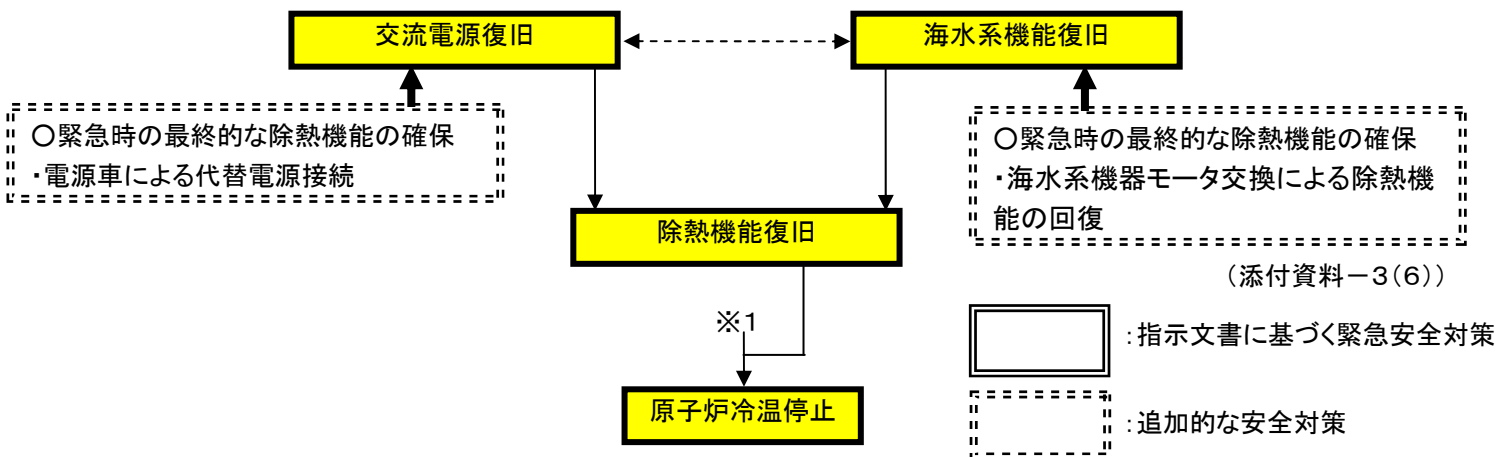 交流電源復旧
海水系機能復旧
○緊急時の最終的な除熱機能の確保
・電源車による代替電源接続
○緊急時の最終的な除熱機能の確保
・海水系機器モータ交換による除熱機
能の回復
除熱機能復旧
(添付資料-3(6))
※1
:指示文書に基づく緊急安全対策
原子炉冷温停止
:追加的な安全対策